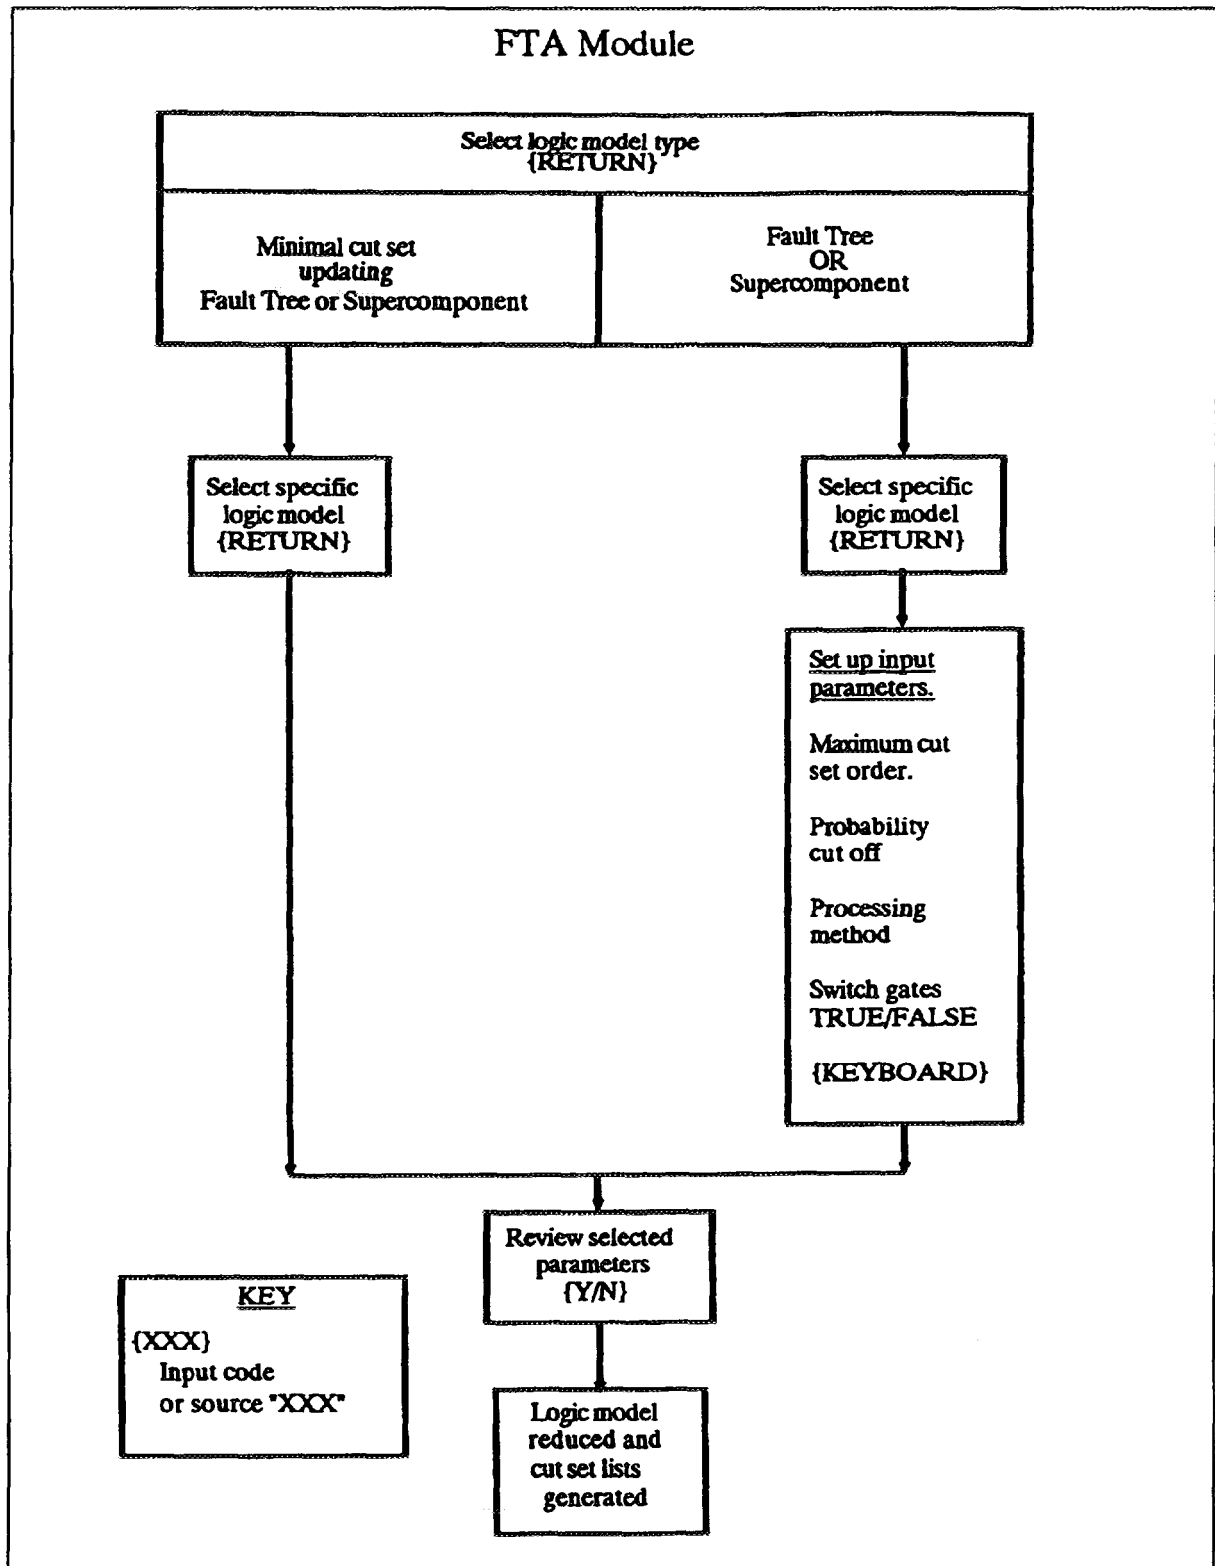 FTA Module
Select logic model type
{RETURN}
Minimal cut set
updating
Fault Tree or Supercomponent
Fault Tree
OR
Supercomponent
Select specific
logic model
{RETURN}
Select specific
logic model
{RETURN}
Set up input
parameters.
Maximum cut
set order.
Probability
cut off
Processing
method
Switch gates
TRUE/FALSE
{KEYBOARD}
Review selected
parameters
{Y/N}
KEY
{XXX}
Input code
or source "XXX"
Logic model
reduced and
cut set lists
generated